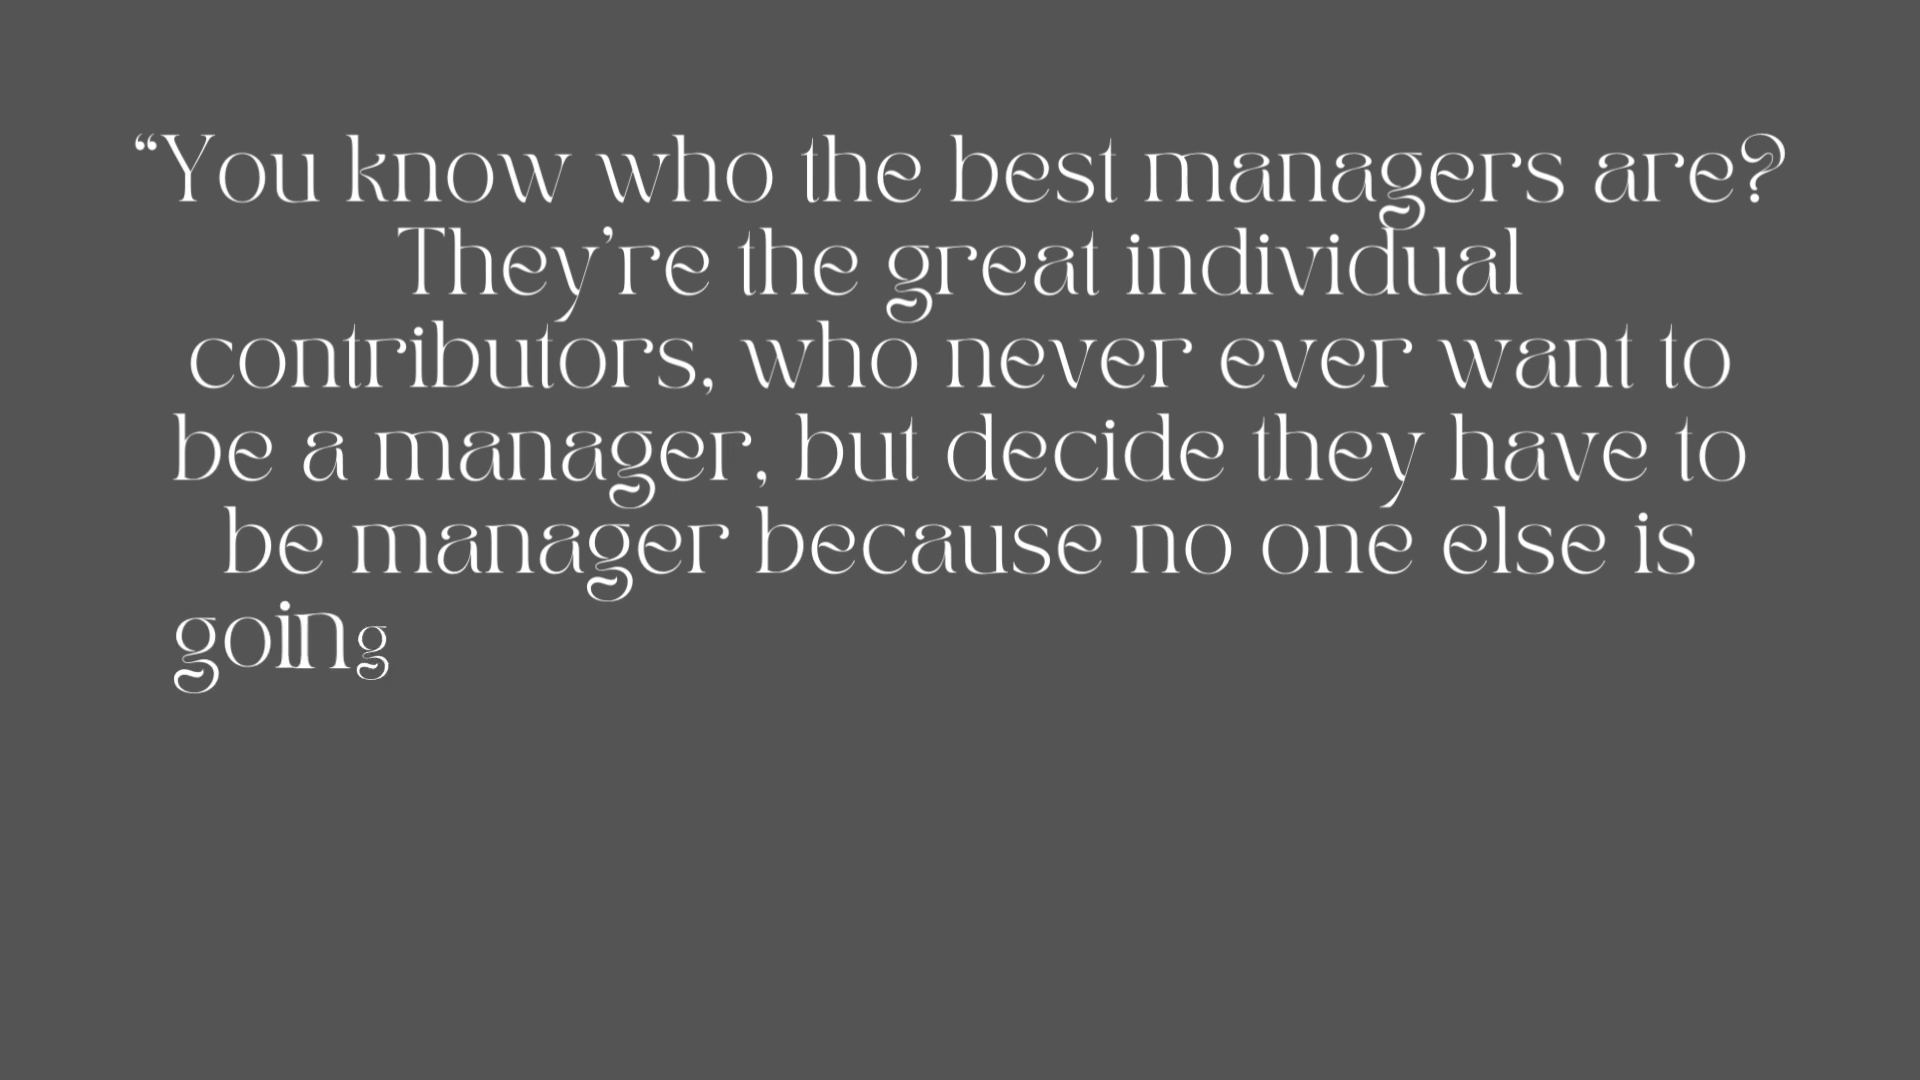 “You know who the best managers are?
They’re the great individual
contributors, who never ever want to
be a manager, but decide they have to
be manager because no one else is
going